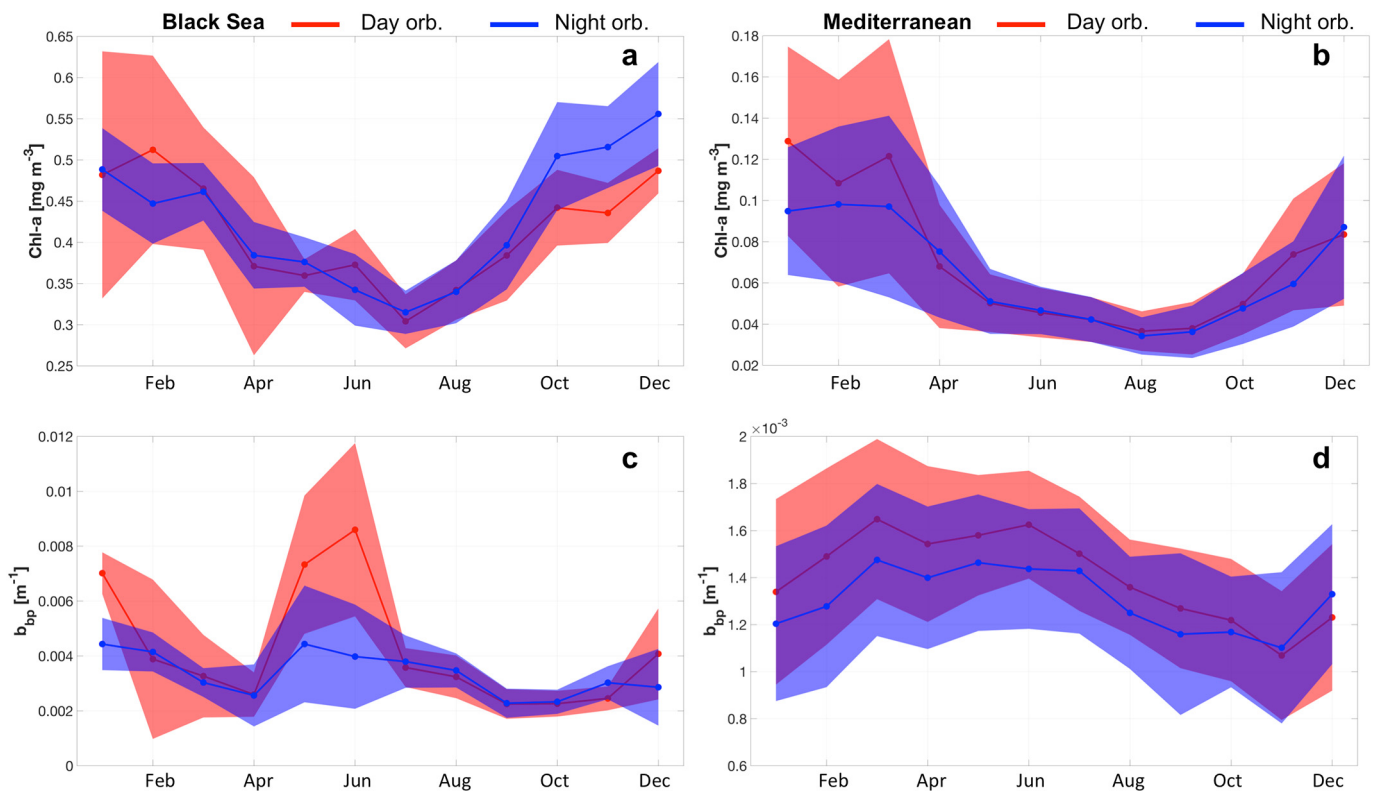 Black Sea Day orb. Night orb.
Mediterranean Day orb. Night orb.
a
Chl-a [mg m-3]
0.65
0.6
0.55
0.5
0.45
0.4
0.35
0.3
0.25
Feb Apr Jun Aug Oct Dec
b
Chl-a [mg m-3]
0.18
0.16
0.14
0.12
0.1
0.08
0.06
0.04
0.02
Feb Apr Jun Aug Oct Dec
c
bbp [m-1]
0.012
0.01
0.008
0.006
0.004
0.002
0
Feb Apr Jun Aug Oct Dec
d
×10-3
bbp [m-1]
2
1.8
1.6
1.4
1.2
1
0.8
0.6
Feb Apr Jun Aug Oct Dec